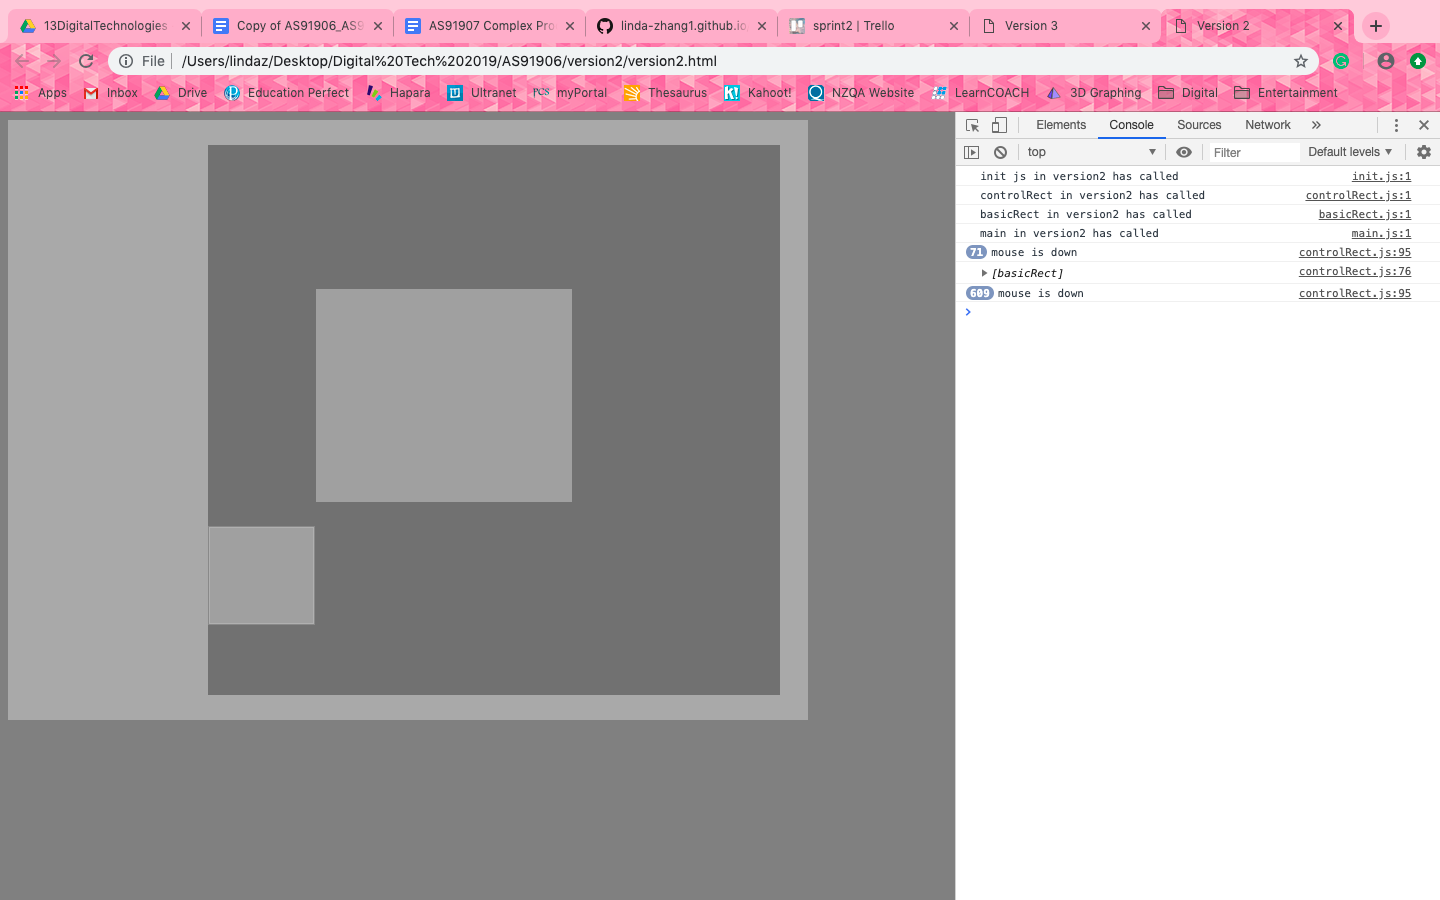 13DigitalTechnologies
Copy of AS91906_AS9
AS91907 Complex Pro
linda-zhang1.github.io
sprint2 | Trello
Version 3
Version 2
File
/Users/lindaz/Desktop/Digital%20Tech%202019/AS91906/version2/version2.html
Apps
Inbox
Drive
Education Perfect
Hapara
Ultranet
PCS myPortal
Thesaurus
K! Kahoot!
NZQA Website
LearnCOACH
3D Graphing
Digital
Entertainment
Elements
Console
Sources
Network
»
top
Filter
Default levels
init js in version2 has called init.js:1
controlRect in version2 has called controlRect.js:1
basicRect in version2 has called basicRect.js:1
main in version2 has called main.js:1
71 mouse is down controlRect.js:95
[basicRect] controlRect.js:76
609 mouse is down controlRect.js:95